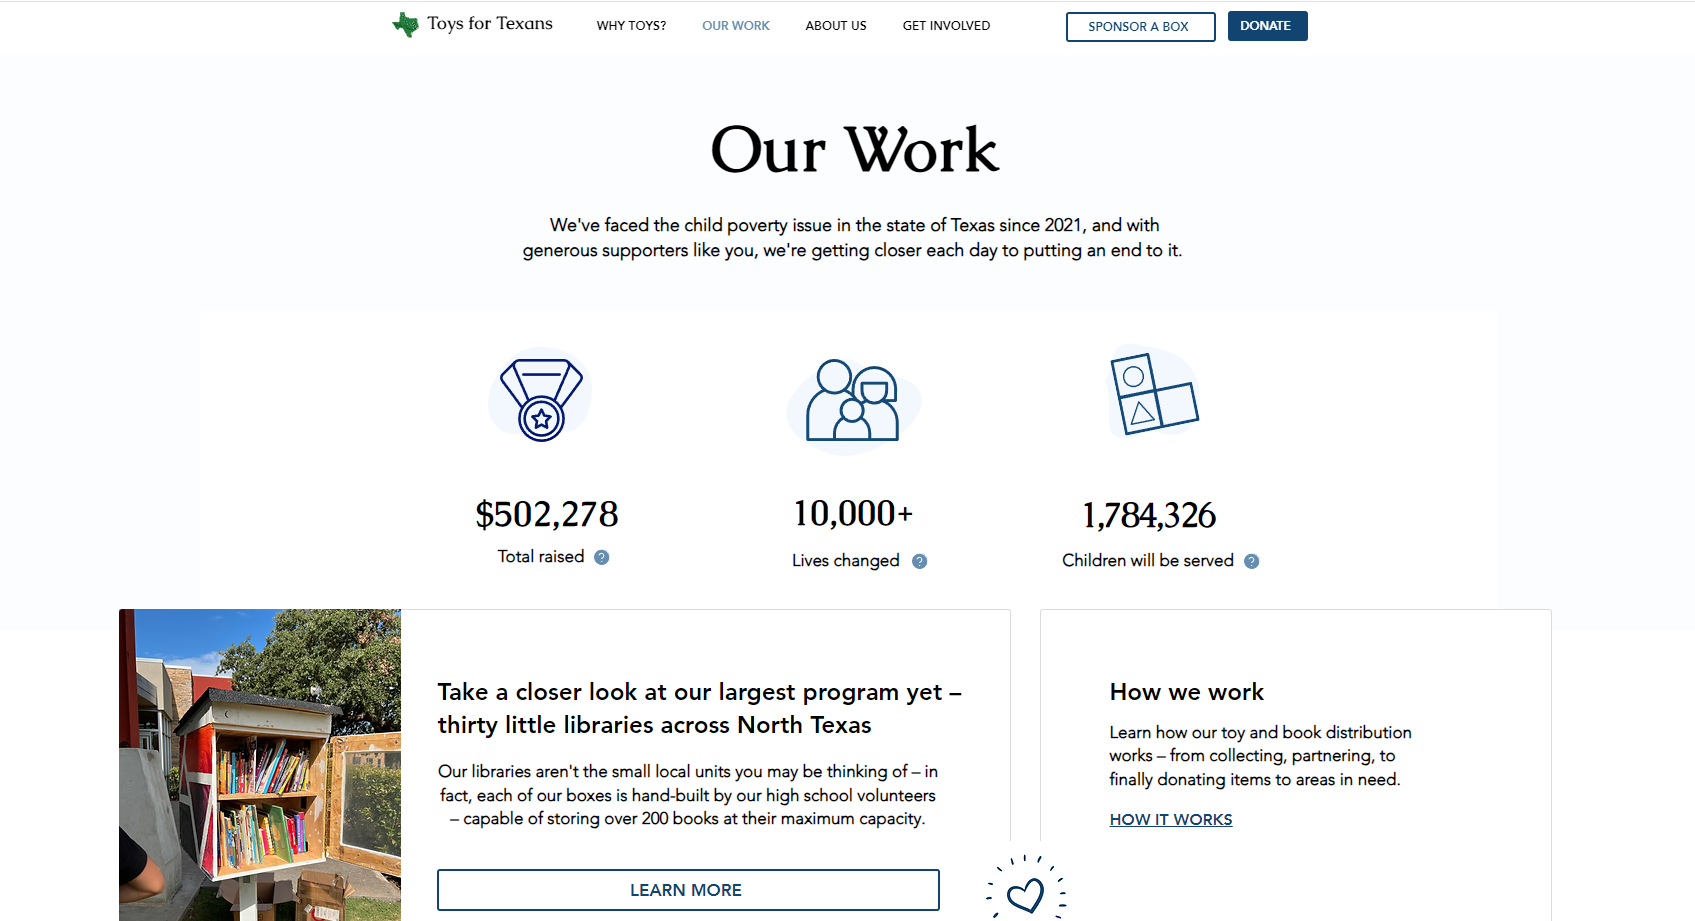 Toys for Texans
WHY TOYS?
OUR WORK
ABOUT US
GET INVOLVED
SPONSOR A BOX
DONATE
Our Work
We've faced the child poverty issue in the state of Texas since 2021, and with
generous supporters like you, we're getting closer each day to putting an end to it.
$502,278
Total raised ?
10,000+
Lives changed ?
1,784,326
Children will be served ?
Take a closer look at our largest program yet –
thirty little libraries across North Texas
Our libraries aren't the small local units you may be thinking of – in
fact, each of our boxes is hand-built by our high school volunteers
– capable of storing over 200 books at their maximum capacity.
LEARN MORE
How we work
Learn how our toy and book distribution
works – from collecting, partnering, to
finally donating items to areas in need.
HOW IT WORKS